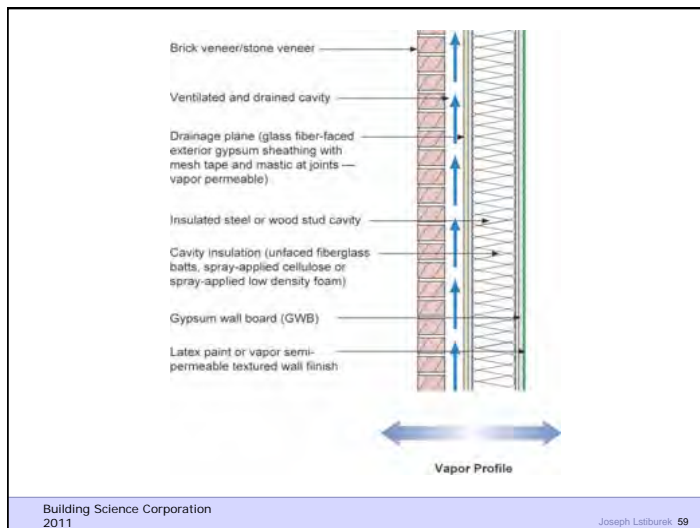 Brick veneer/stone veneer
Ventilated and drained cavity
Drainage plane (glass fiber-faced
exterior gypsum sheathing with
mesh tape and mastic at joints —
vapor permeable)
Insulated steel or wood stud cavity
Cavity insulation (unfaced fiberglass
batts, spray-applied cellulose or
spray-applied low density foam)
Gypsum wall board (GWB)
Latex paint or vapor semi-
permeable textured wall fiinish
Vapor Profile
Building Science Corporation
2011
Joseph Lstiburek 59